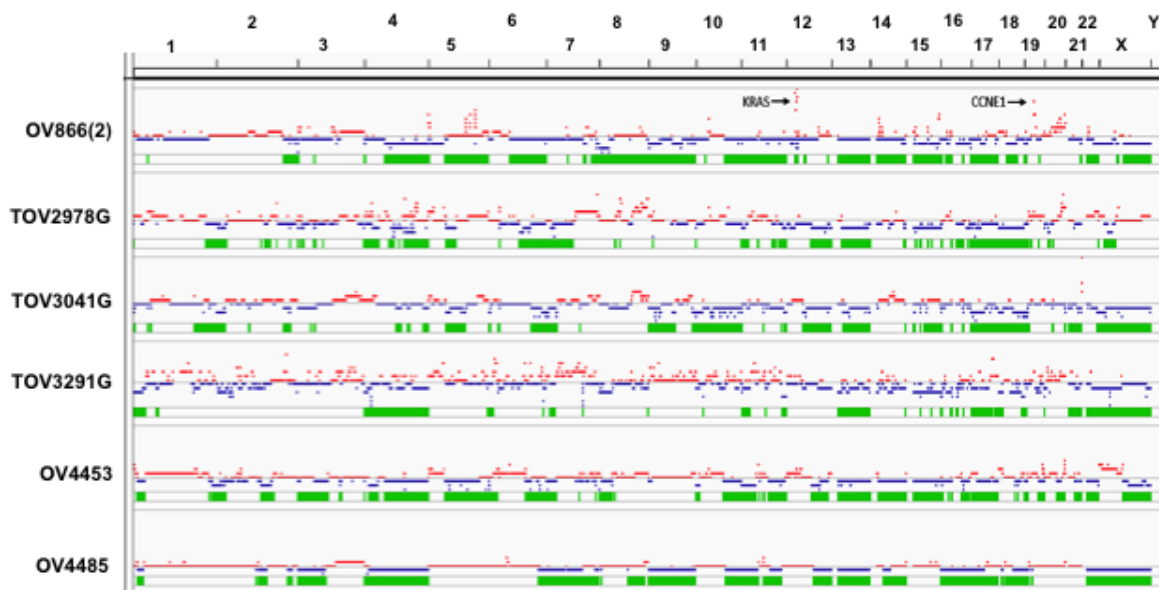 2 4 6 8 10 12 14 16 18 20 22 Y
1 3 5 7 9 11 13 15 17 19 21 X
KRAS CCNE1
OV866(2)
TOV2978G
TOV3041G
TOV3291G
OV4453
OV4485